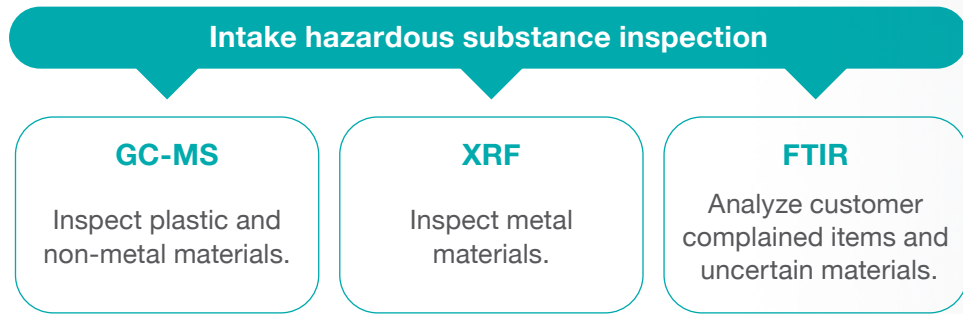 Intake hazardous substance inspection
GC-MS
Inspect plastic and
non-metal materials.
XRF
Inspect metal
materials.
FTIR
Analyze customer
complained items and
uncertain materials.